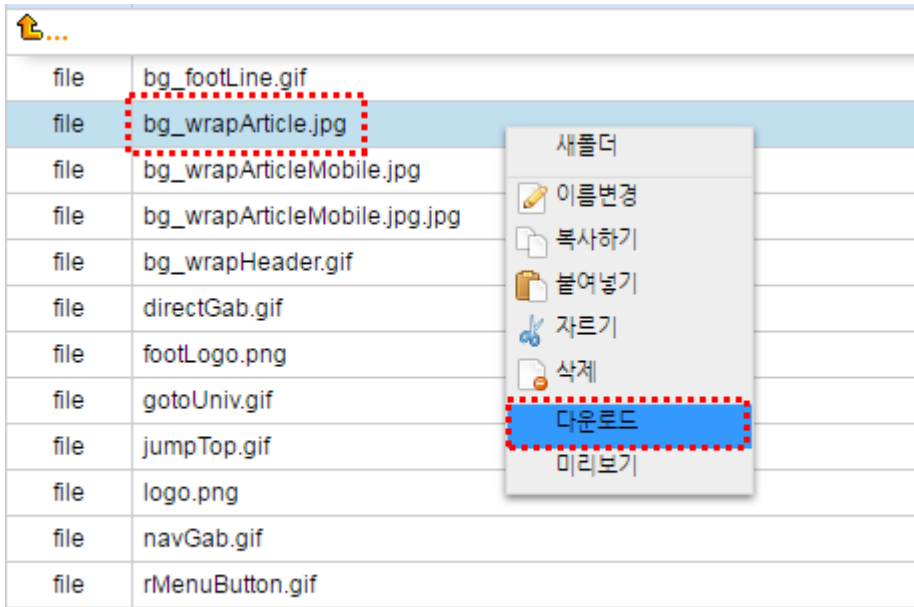 ...
file bg_footLine.gif
file bg_wrapArticle.jpg
file bg_wrapArticleMobile.jpg
file bg_wrapArticleMobile.jpg.jpg
file bg_wrapHeader.gif
file directGab.gif
file footLogo.png
file gotoUniv.gif
file jumpTop.gif
file logo.png
file navGab.gif
file rMenuButton.gif
새폴더
이름변경
복사하기
붙여넣기
자르기
삭제
다운로드
미리보기